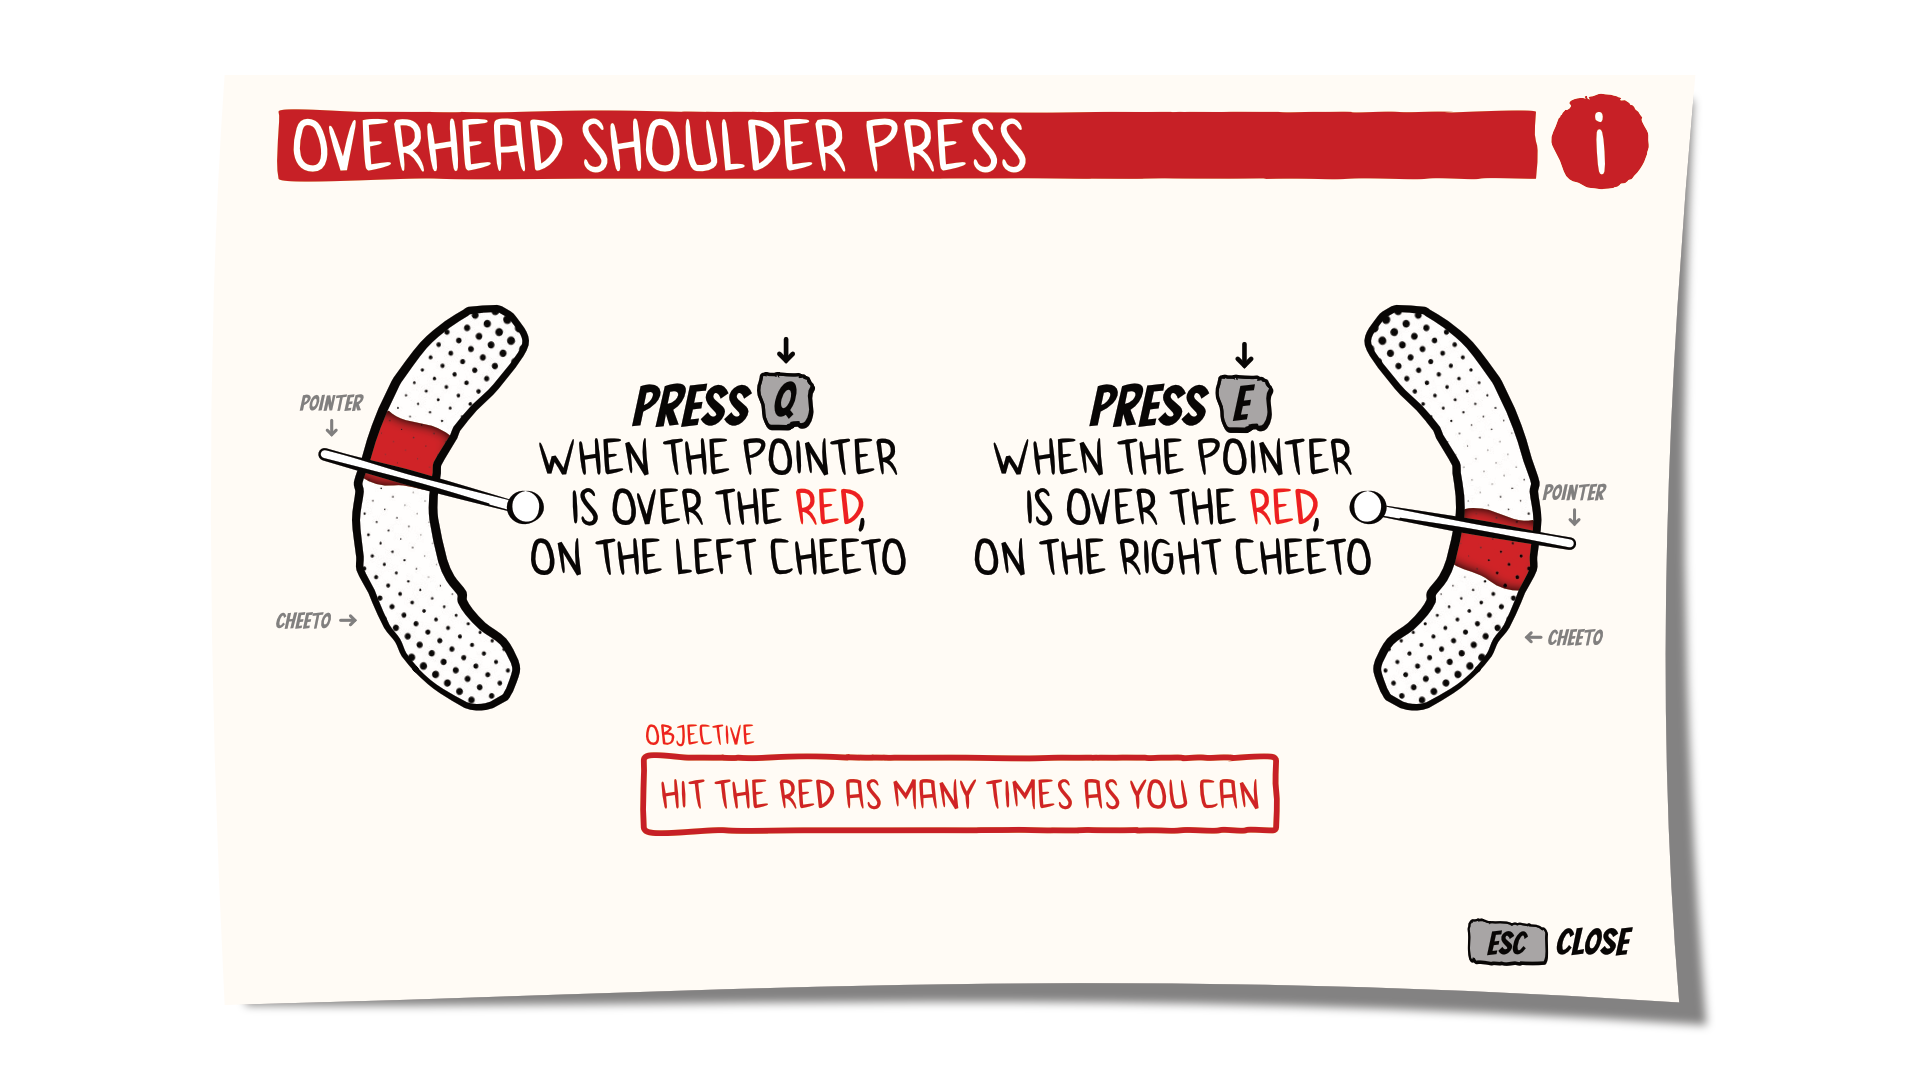 OVERHEAD SHOULDER PRESS
i
POINTER
CHEETO →
PRESS Q
WHEN THE POINTER
IS OVER THE RED,
ON THE LEFT CHEETO
PRESS E
WHEN THE POINTER
IS OVER THE RED,
ON THE RIGHT CHEETO
POINTER
← CHEETO
OBJECTIVE
HIT THE RED AS MANY TIMES AS YOU CAN
ESC CLOSE